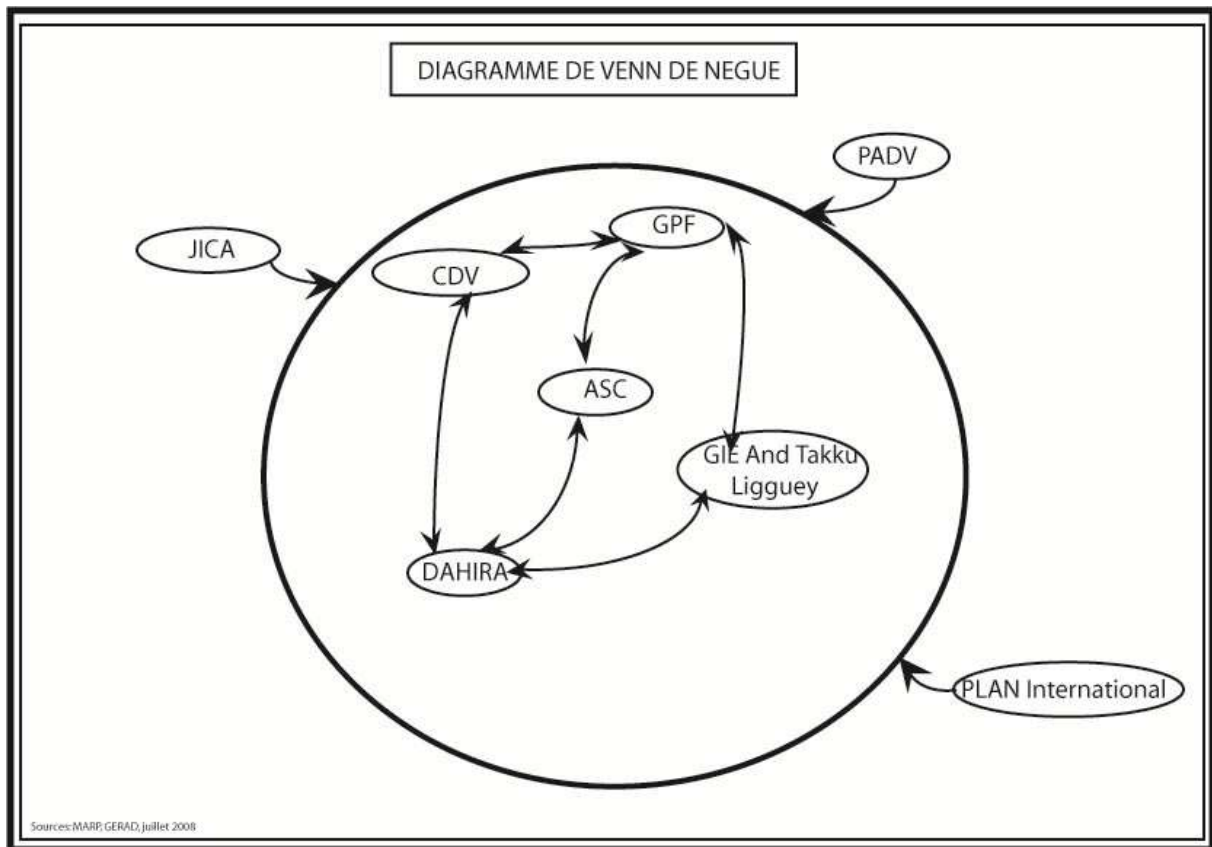 DIAGRAMME DE VENN DE NEGUE
PADV
GPF
JICA
CDV
ASC
GIE And Takku
Ligguey
DAHIRA
PLAN International
Sources: MARP, GERAD, juillet 2008